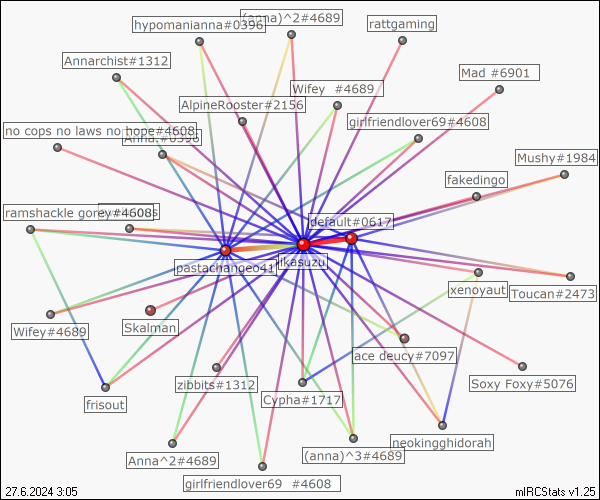 hypomanianna#0396
(anna)^2#4689
rattgaming
Annarchist#1312
Mad #6901
Wifey #4689
AlpineRooster#2156
girlfriendlover69#4608
no cops no laws no hope#4608
Anna.#0396
Mushy#1984
fakedingo
ramshackle gorey#4608
default#0617
pastachangeo41
xenoyaut
Toucan#2473
Wifey#4689
Skalman
ace deucy#7097
zibbits#1312
Soxy Foxy#5076
frisout
Cypha#1717
neokingghidorah
Anna^2#4689
(anna)^3#4689
girlfriendlover69 #4608
27.6.2024 3:05
mIRCStats v1.25